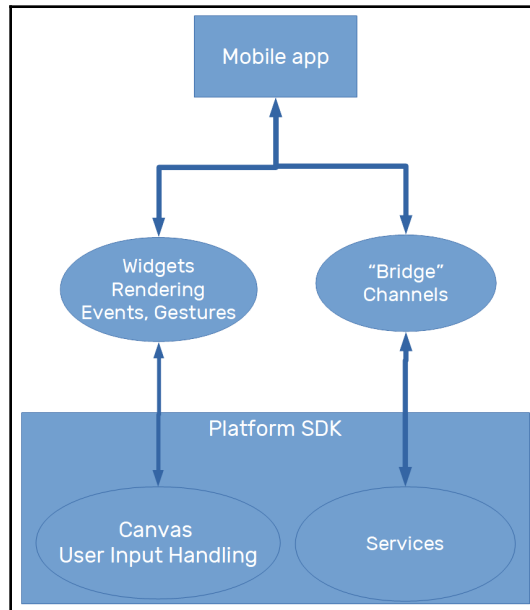 Mobile app
Widgets
Rendering
Events, Gestures
“Bridge”
Channels
Platform SDK
Canvas
User Input Handling
Services